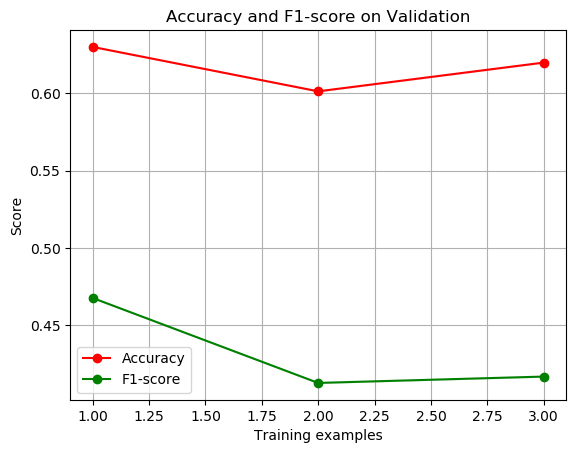 Accuracy and F1-score on Validation
0.60
0.55
0.50
0.45
Score
Accuracy
F1-score
1.00 1.25 1.50 1.75 2.00 2.25 2.50 2.75 3.00
Training examples